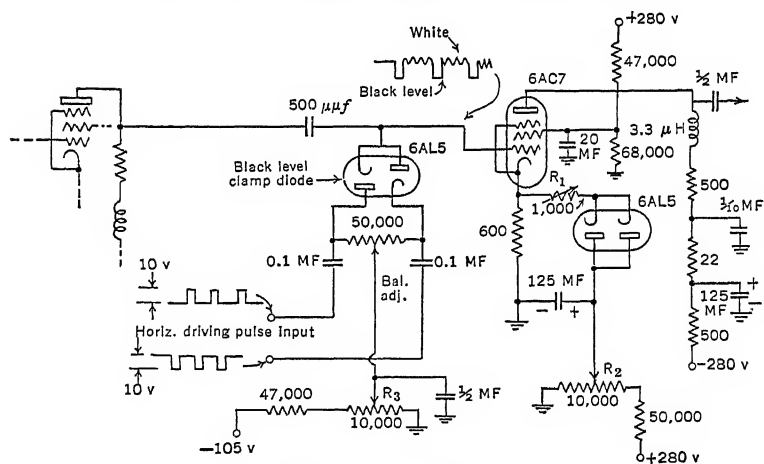 +280 v
White
47,000
½ MF
Black level
6AC7
500 μμf
3.3 μH
20 MF
68,000
6AL5
Black level
clamp diode
R₁
1,000
6AL5
500
⅒ MF
50,000
600
22
0.1 MF
0.1 MF
Bal.
adj.
125 MF
- +
+
125
MF
-
10 v
Horiz. driving pulse input
500
-280 v
10 v
R₂
10,000
47,000
R₃
10,000
½ MF
50,000
-105 v
+280 v